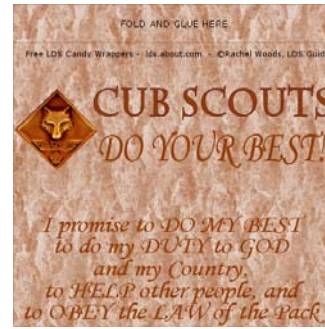 FOLD AND GLUE HERE
Free LDS Candy Wrappers - lds.about.com - ©Rachel Woods, LDS Guid
CUB SCOUTS
DO YOUR BEST!
I promise to DO MY BEST
to do my DUTY to GOD
and my Country,
to HELP other people, and
to OBEY the LAW of the Pack